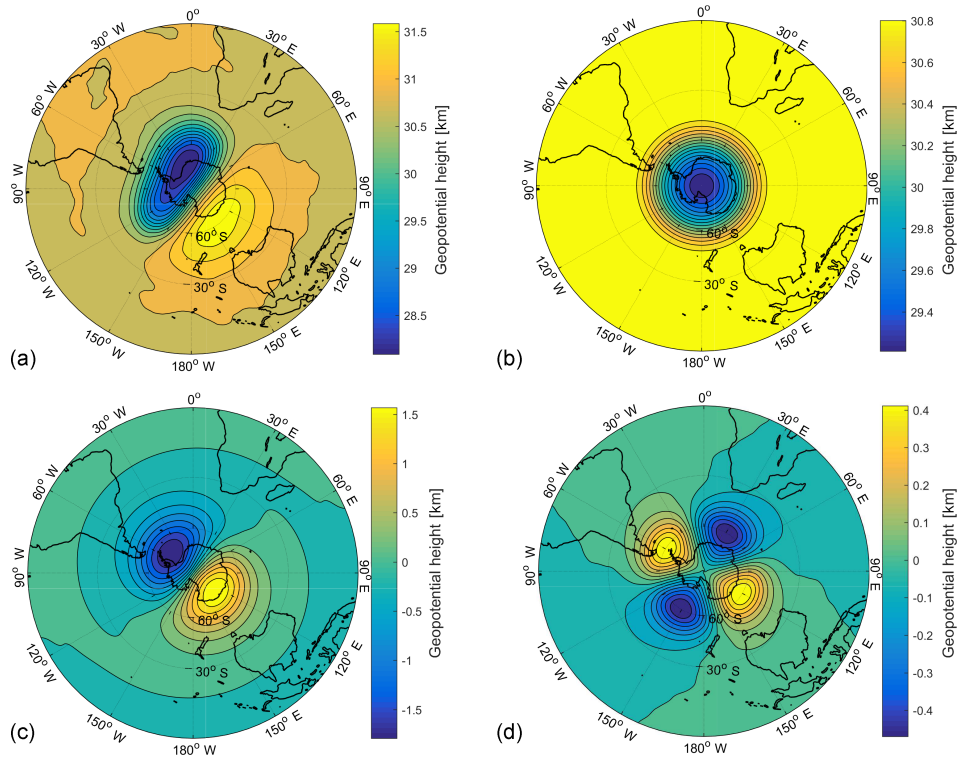 0°
30° E
60° E
90° E
120° E
150° E
180° W
150° W
120° W
90° W
60° W
30° W
60° S
30° S
31.5
31
30.5
30
29.5
29
28.5
Geopotential height [km]
(a)
0°
30° E
60° E
90° E
120° E
150° E
180° W
150° W
120° W
90° W
60° W
30° W
60° S
30° S
30.8
30.6
30.4
30.2
30
29.8
29.6
29.4
Geopotential height [km]
(b)
0°
30° E
60° E
90° E
120° E
150° E
180° W
150° W
120° W
90° W
60° W
30° W
60° S
30° S
1.5
1
0.5
0
-0.5
-1
-1.5
Geopotential height [km]
(c)
0°
30° E
60° E
90° E
120° E
150° E
180° W
150° W
120° W
90° W
60° W
30° W
60° S
30° S
0.4
0.3
0.2
0.1
0
-0.1
-0.2
-0.3
-0.4
Geopotential height [km]
(d)